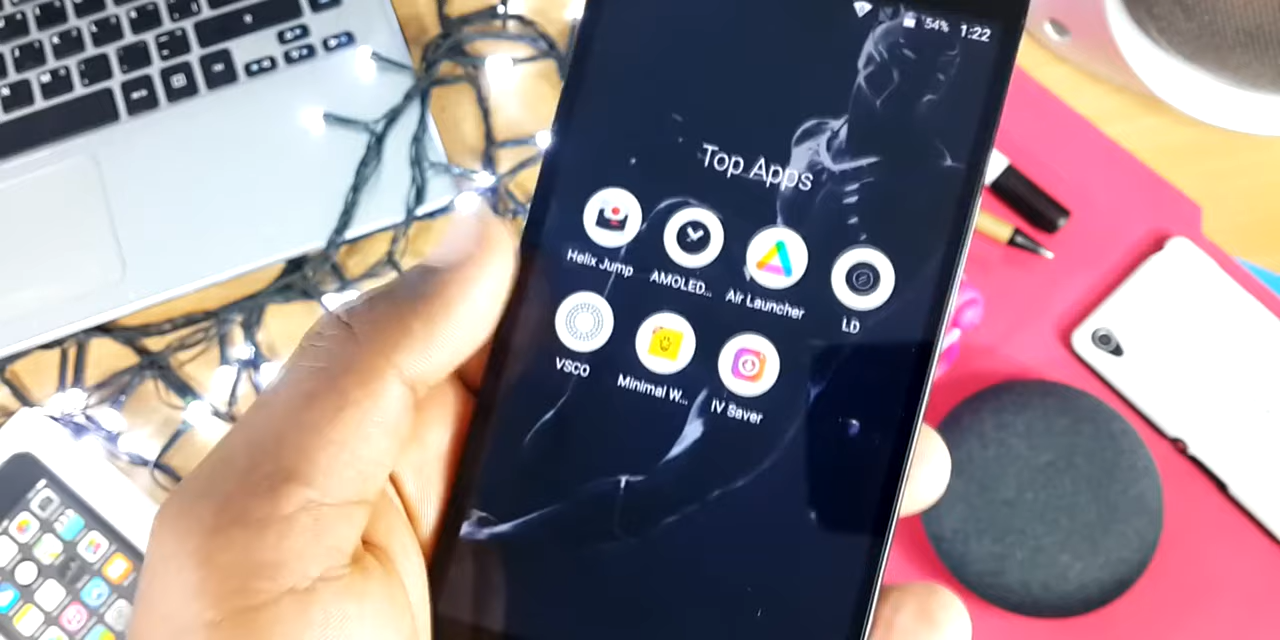 54% 1:22
Top Apps
Helix Jump
AMOLED...
Air Launcher
LD
VSCO
Minimal W...
IV Saver